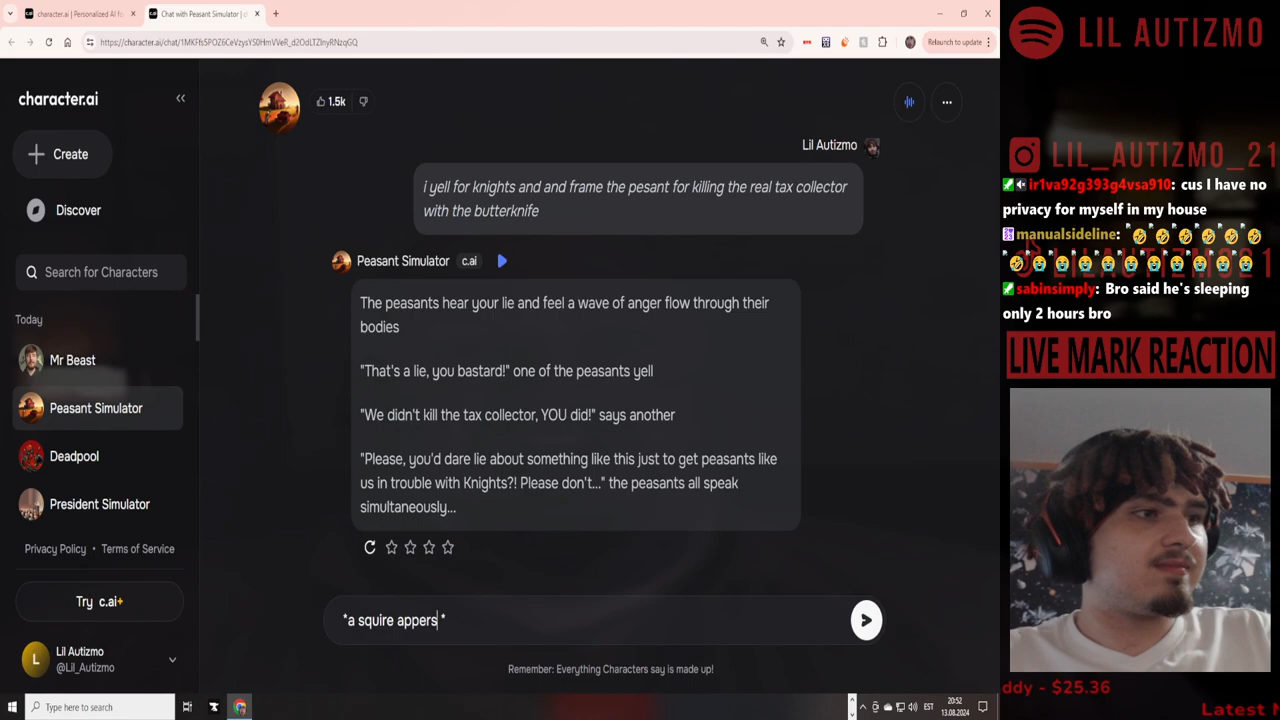 character.ai | Personalized AI fo
Chat with Peasant Simulator | c
Relaunch to update
character.ai
1.5k
Create
Discover
Search for Characters
Today
Mr Beast
Peasant Simulator
Deadpool
President Simulator
Privacy Policy • Terms of Service
Try c.ai+
L
Lil Autizmo
@Lil_Autizmo
Lil Autizmo
i yell for knights and and frame the pesant for killing the real tax collector
with the butterknife
Peasant Simulator c.ai
The peasants hear your lie and feel a wave of anger flow through their
bodies
"That's a lie, you bastard!" one of the peasants yell
"We didn't kill the tax collector, YOU did!" says another
"Please, you'd dare lie about something like this just to get peasants like
us in trouble with Knights?! Please don't..." the peasants all speak
simultaneously...
*a squire appers *
Remember: Everything Characters say is made up!
LIL AUTIZMO
LIL_AUTIZMO_21
ir1va92g393g4vsa910: cus I have no
privacy for myself in my house
manualsideline:
sabinsimply: Bro said he's sleeping
only 2 hours bro
LIVE MARK REACTION
ddy - $25.36
Type here to search
EST
20:52
13.08.2024